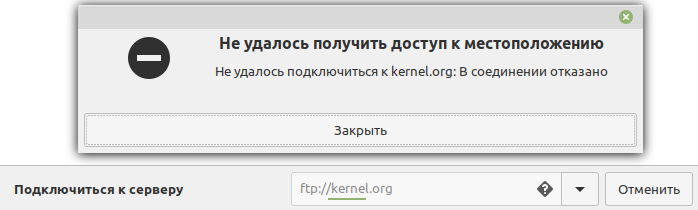 Не удалось получить доступ к местоположению
Не удалось подключиться к kernel.org: В соединении отказано
Закрыть
Подключиться к серверу
ftp://kernel.org
Отменить